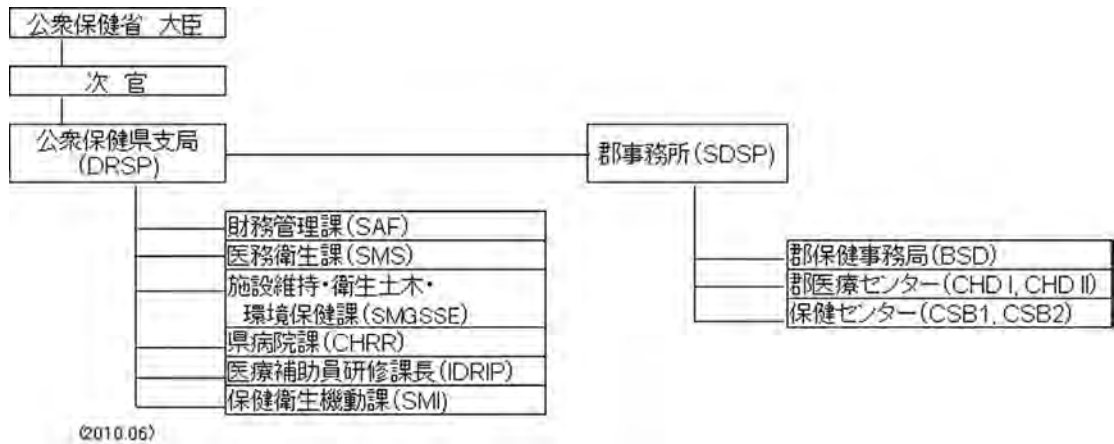 公衆保健省 大臣
次 官
公衆保健県支局
(DRSP)
郡事務所(SDSP)
財務管理課(SAF)
医務衛生課(SMS)
施設維持・衛生土木・
環境保健課(SMGSSE)
県病院課(CHRR)
医療補助員研修課長(IDRIP)
保健衛生機動課(SMI)
郡保健事務局(BSD)
郡医療センター(CHD I, CHD II)
保健センター(CSB1, CSB2)
(2010.06)